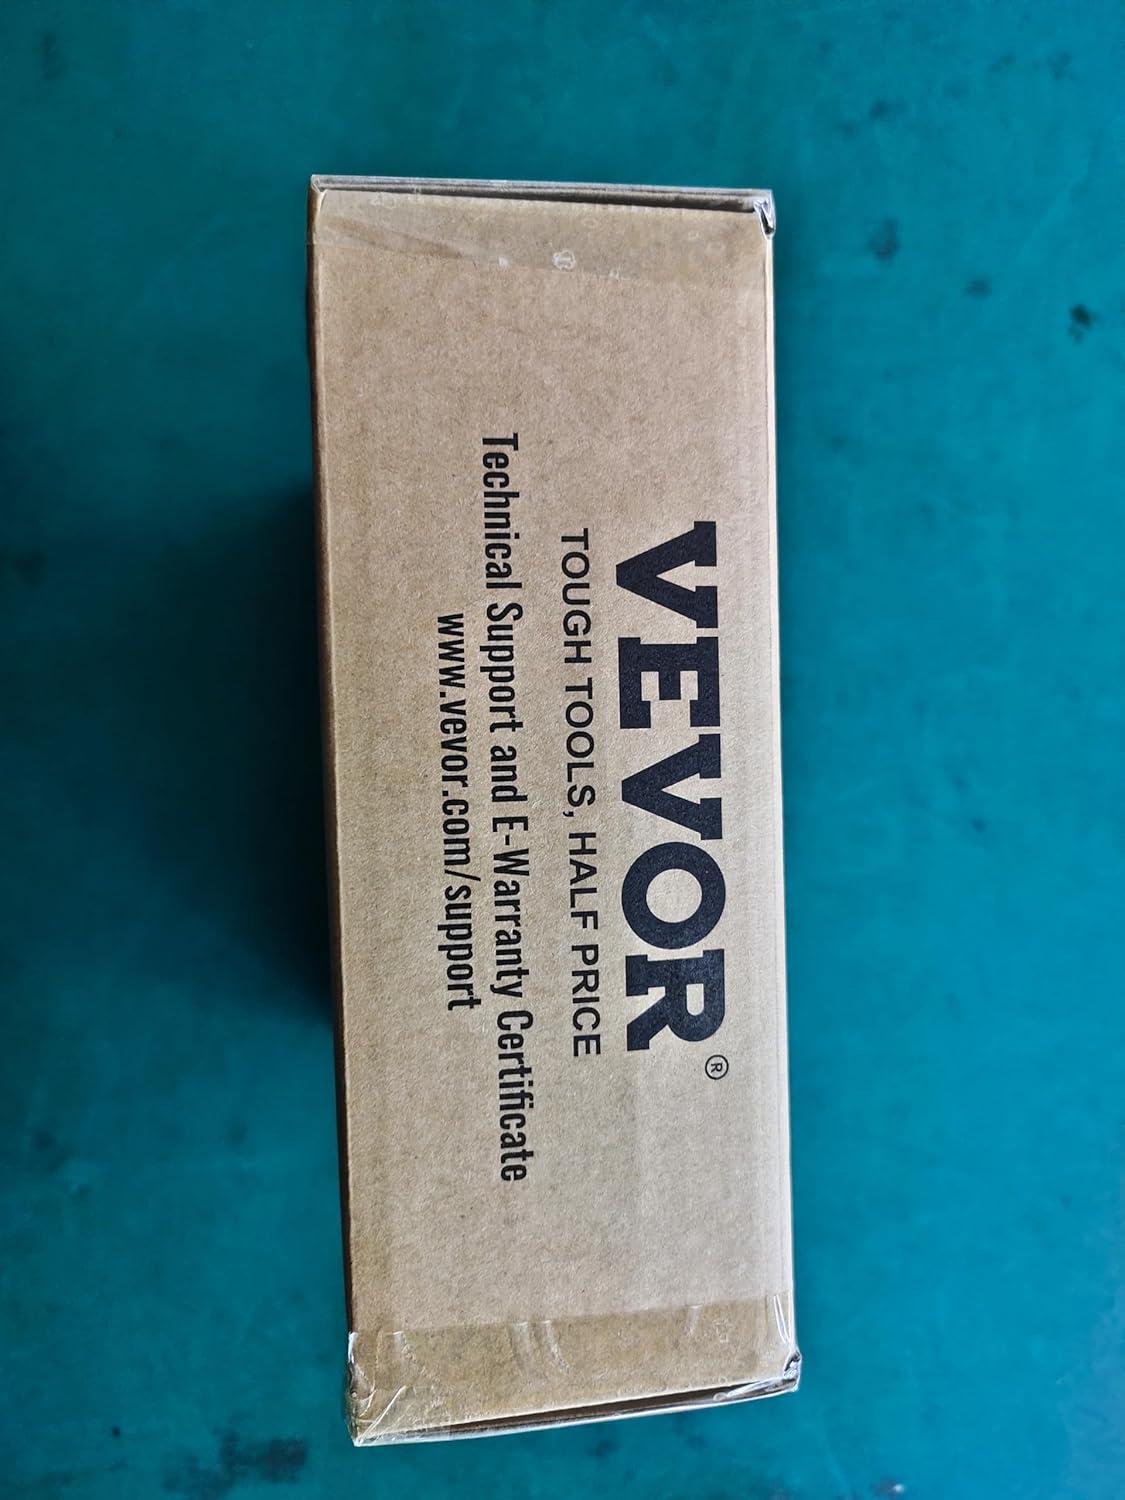 VEVOR®
TOUGH TOOLS, HALF PRICE
Technical Support and E-Warranty Certificate
www.vevor.com/support